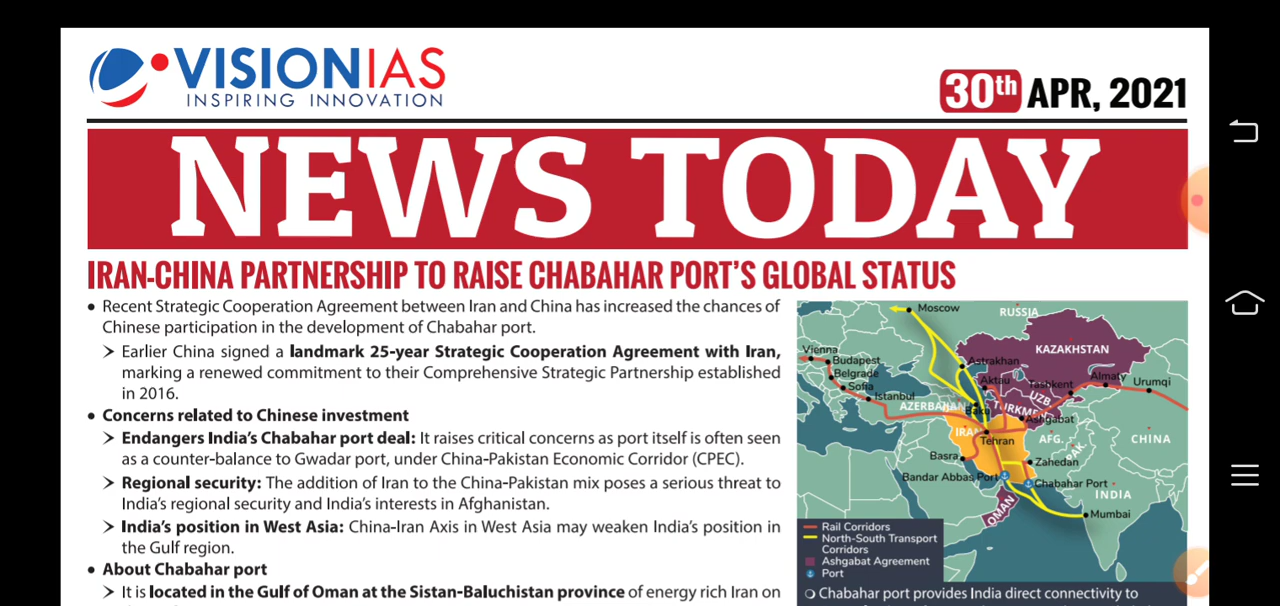 VISIONIAS
INSPIRING INNOVATION
30th APR, 2021
NEWS TODAY
IRAN-CHINA PARTNERSHIP TO RAISE CHABAHAR PORT'S GLOBAL STATUS
• Recent Strategic Cooperation Agreement between Iran and China has increased the chances of
Chinese participation in the development of Chabahar port.
➢ Earlier China signed a landmark 25-year Strategic Cooperation Agreement with Iran,
marking a renewed commitment to their Comprehensive Strategic Partnership established
in 2016.
• Concerns related to Chinese investment
➢ Endangers India's Chabahar port deal: It raises critical concerns as port itself is often seen
as a counter-balance to Gwadar port, under China-Pakistan Economic Corridor (CPEC).
➢ Regional security: The addition of Iran to the China-Pakistan mix poses a serious threat to
India's regional security and India's interests in Afghanistan.
➢ India's position in West Asia: China-Iran Axis in West Asia may weaken India's position in
the Gulf region.
• About Chabahar port
➢ It is located in the Gulf of Oman at the Sistan-Baluchistan province of energy rich Iran on
Moscow
RUSSIA
Vienna
Budapest
Belgrade
Sofia
Istanbul
Astrakhan
KAZAKHSTAN
Aktau
Tashkent
Almaty
Urumqi
UZB.
AZERBAIJAN
Baku
TURKME
Ashgabat
IRAN
Tehran
AFG.
PAK.
CHINA
Basra
Zahedan
Bandar Abbas Port
Chabahar Port
INDIA
OMAN
Mumbai
Rail Corridors
North-South Transport
Corridors
Ashgabat Agreement
Port
Chabahar port provides India direct connectivity to